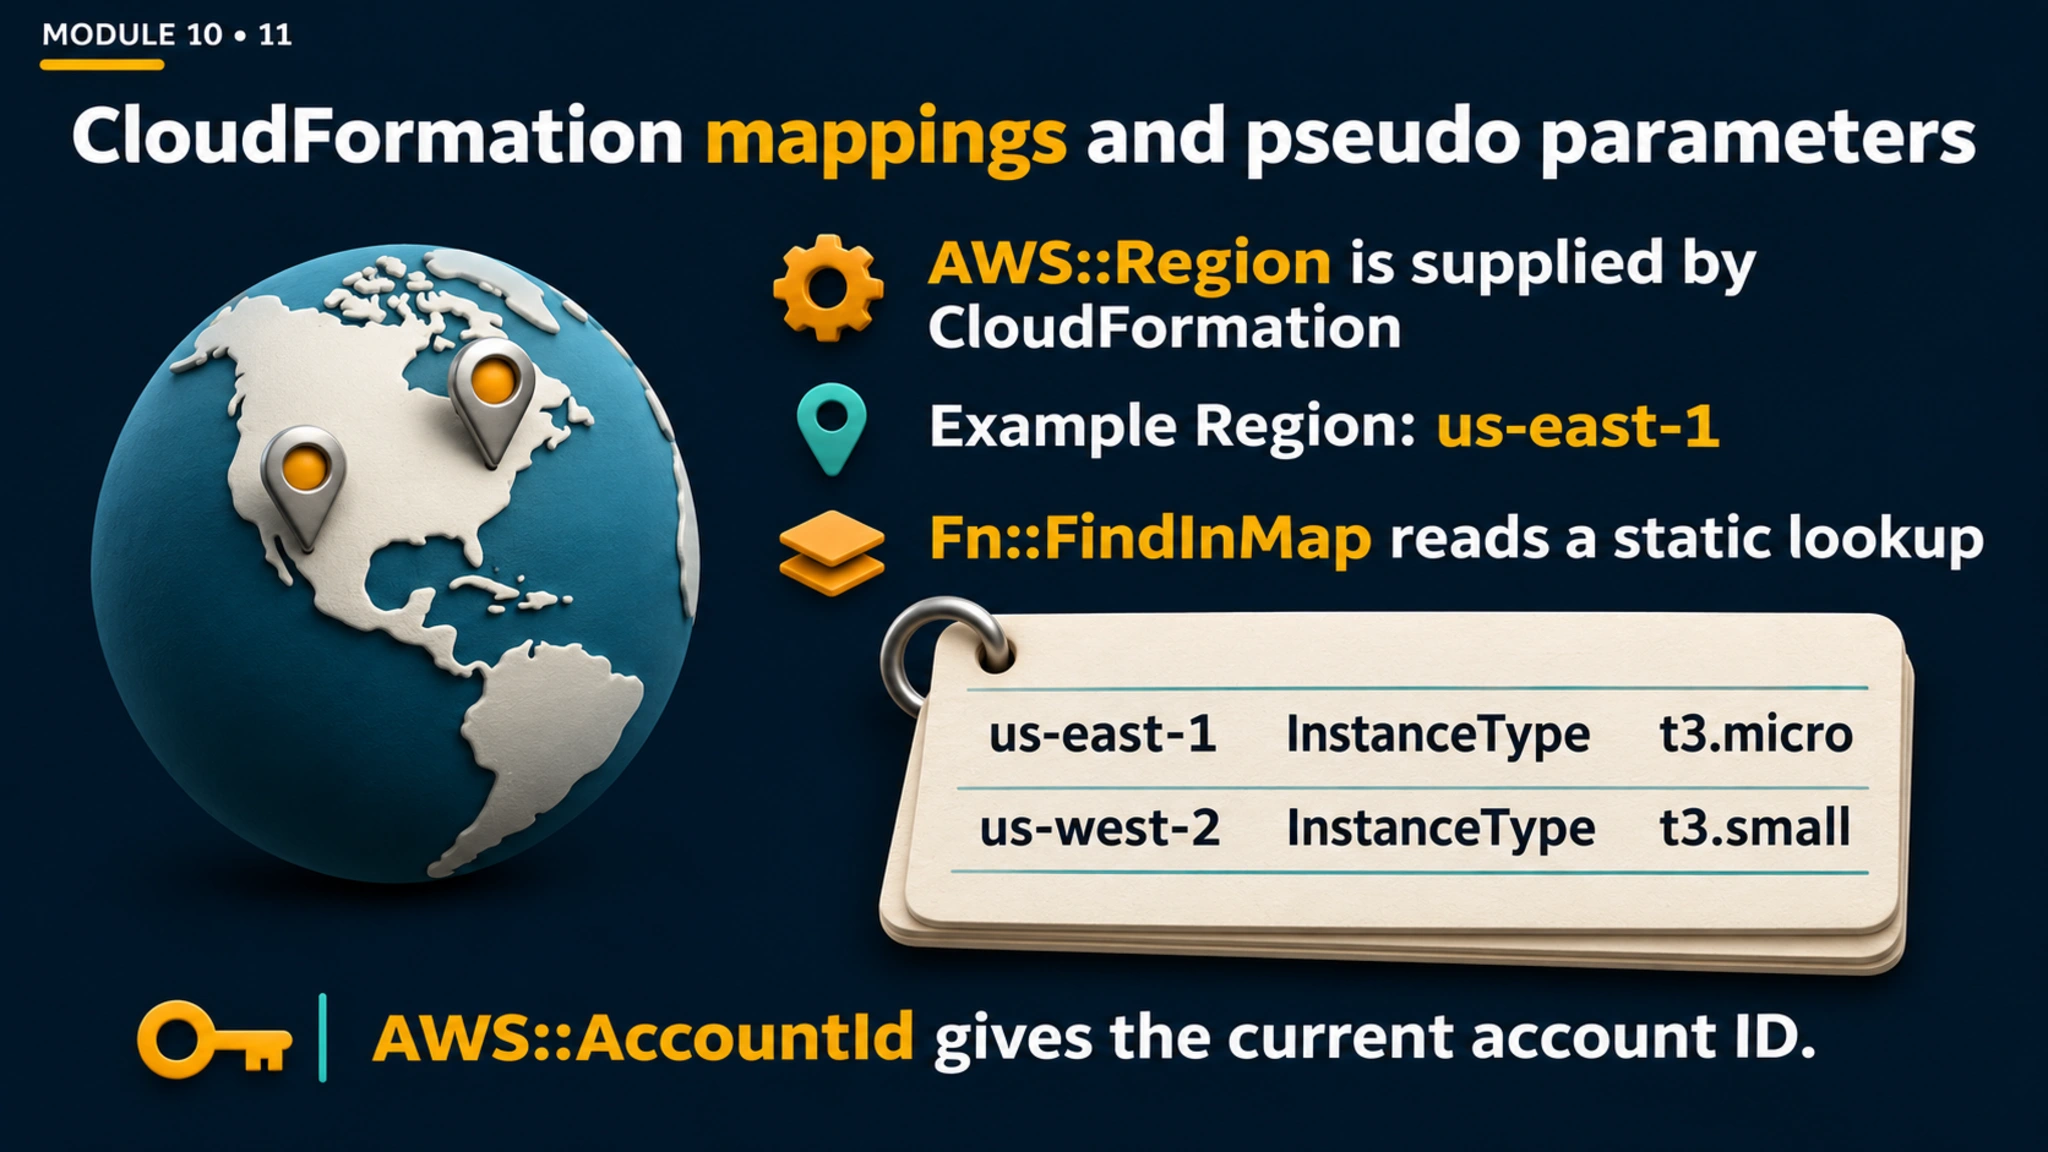 MODULE 10 • 11
CloudFormation mappings and pseudo parameters
AWS::Region is supplied by
CloudFormation
Example Region: us-east-1
Fn::FindInMap reads a static lookup
us-east-1 InstanceType t3.micro
us-west-2 InstanceType t3.small
AWS::AccountId gives the current account ID.